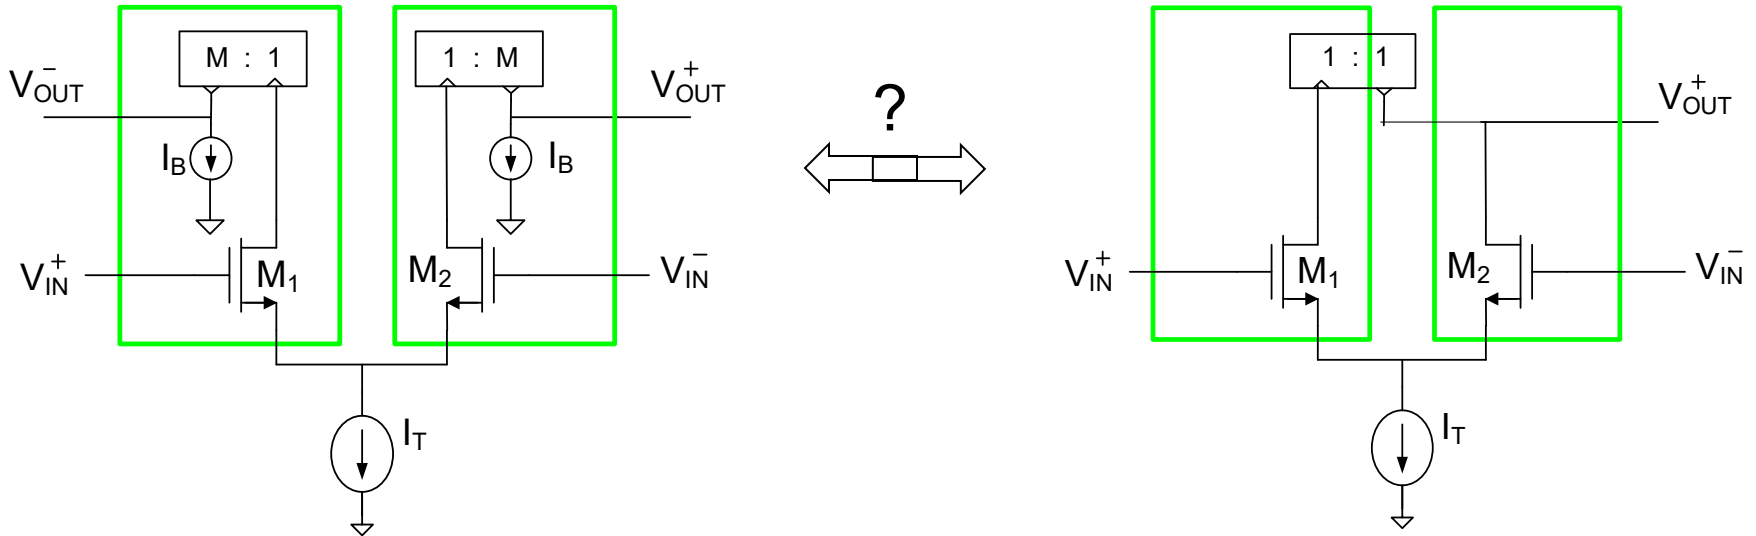 M : 1
1 : M
1 : 1
V_OUT^-
V_OUT^+
?
V_OUT^+
I_B
I_B
V_IN^+
M_1
M_2
V_IN^-
V_IN^+
M_1
M_2
V_IN^-
I_T
I_T